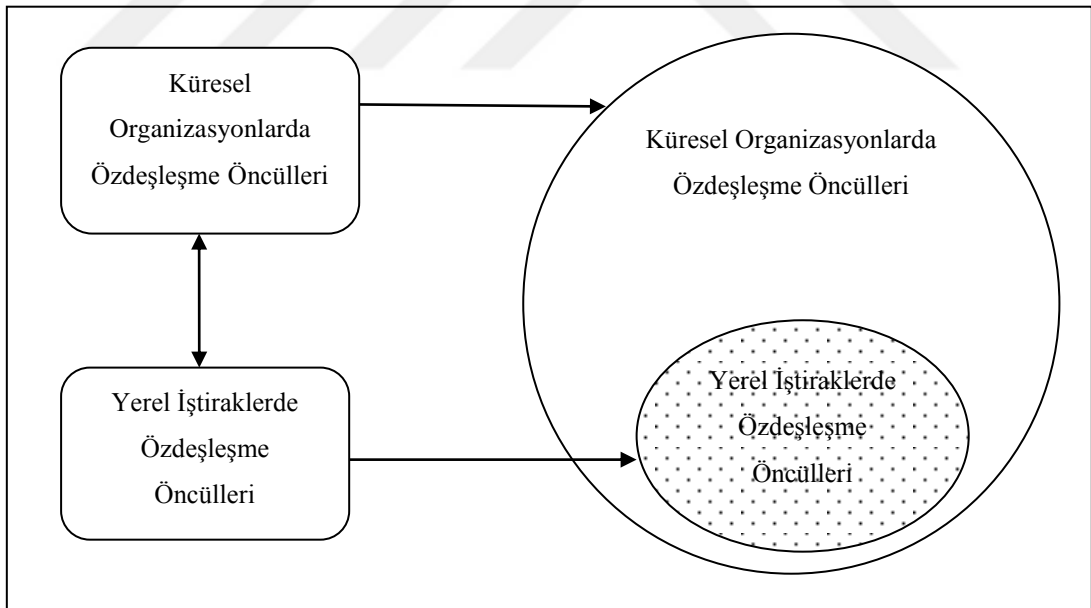 Küresel
Organizasyonlarda
Özdeşleşme Öncülleri
Küresel Organizasyonlarda
Özdeşleşme Öncülleri
Yerel İştiraklerde
Özdeşleşme
Öncülleri
Yerel İştiraklerde
Özdeşleşme
Öncülleri